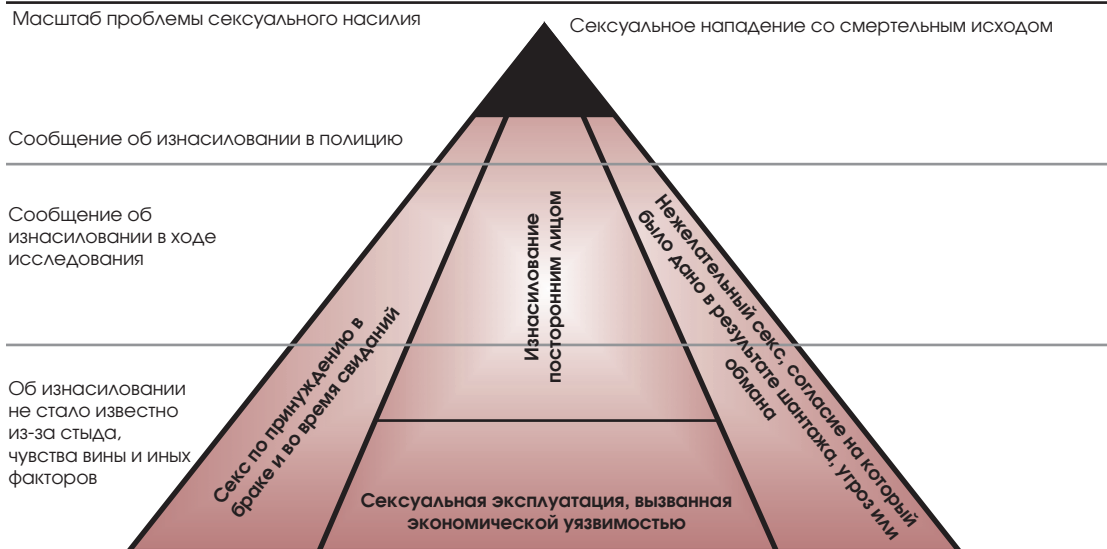 Масштаб проблемы сексуального насилия
Сексуальное нападение со смертельным исходом
Сообщение об изнасиловании в полицию
Сообщение об
изнасиловании в ходе
исследования
Об изнасиловании
не стало известно
из-за стыда,
чувства вины и иных
факторов
Секс по принуждению в
браке и во время свиданий
Изнасилование
посторонним лицом
Нежелательный секс, согласие на который
было дано в результате шантажа, угроз или
обмана
Сексуальная эксплуатация, вызванная
экономической уязвимостью